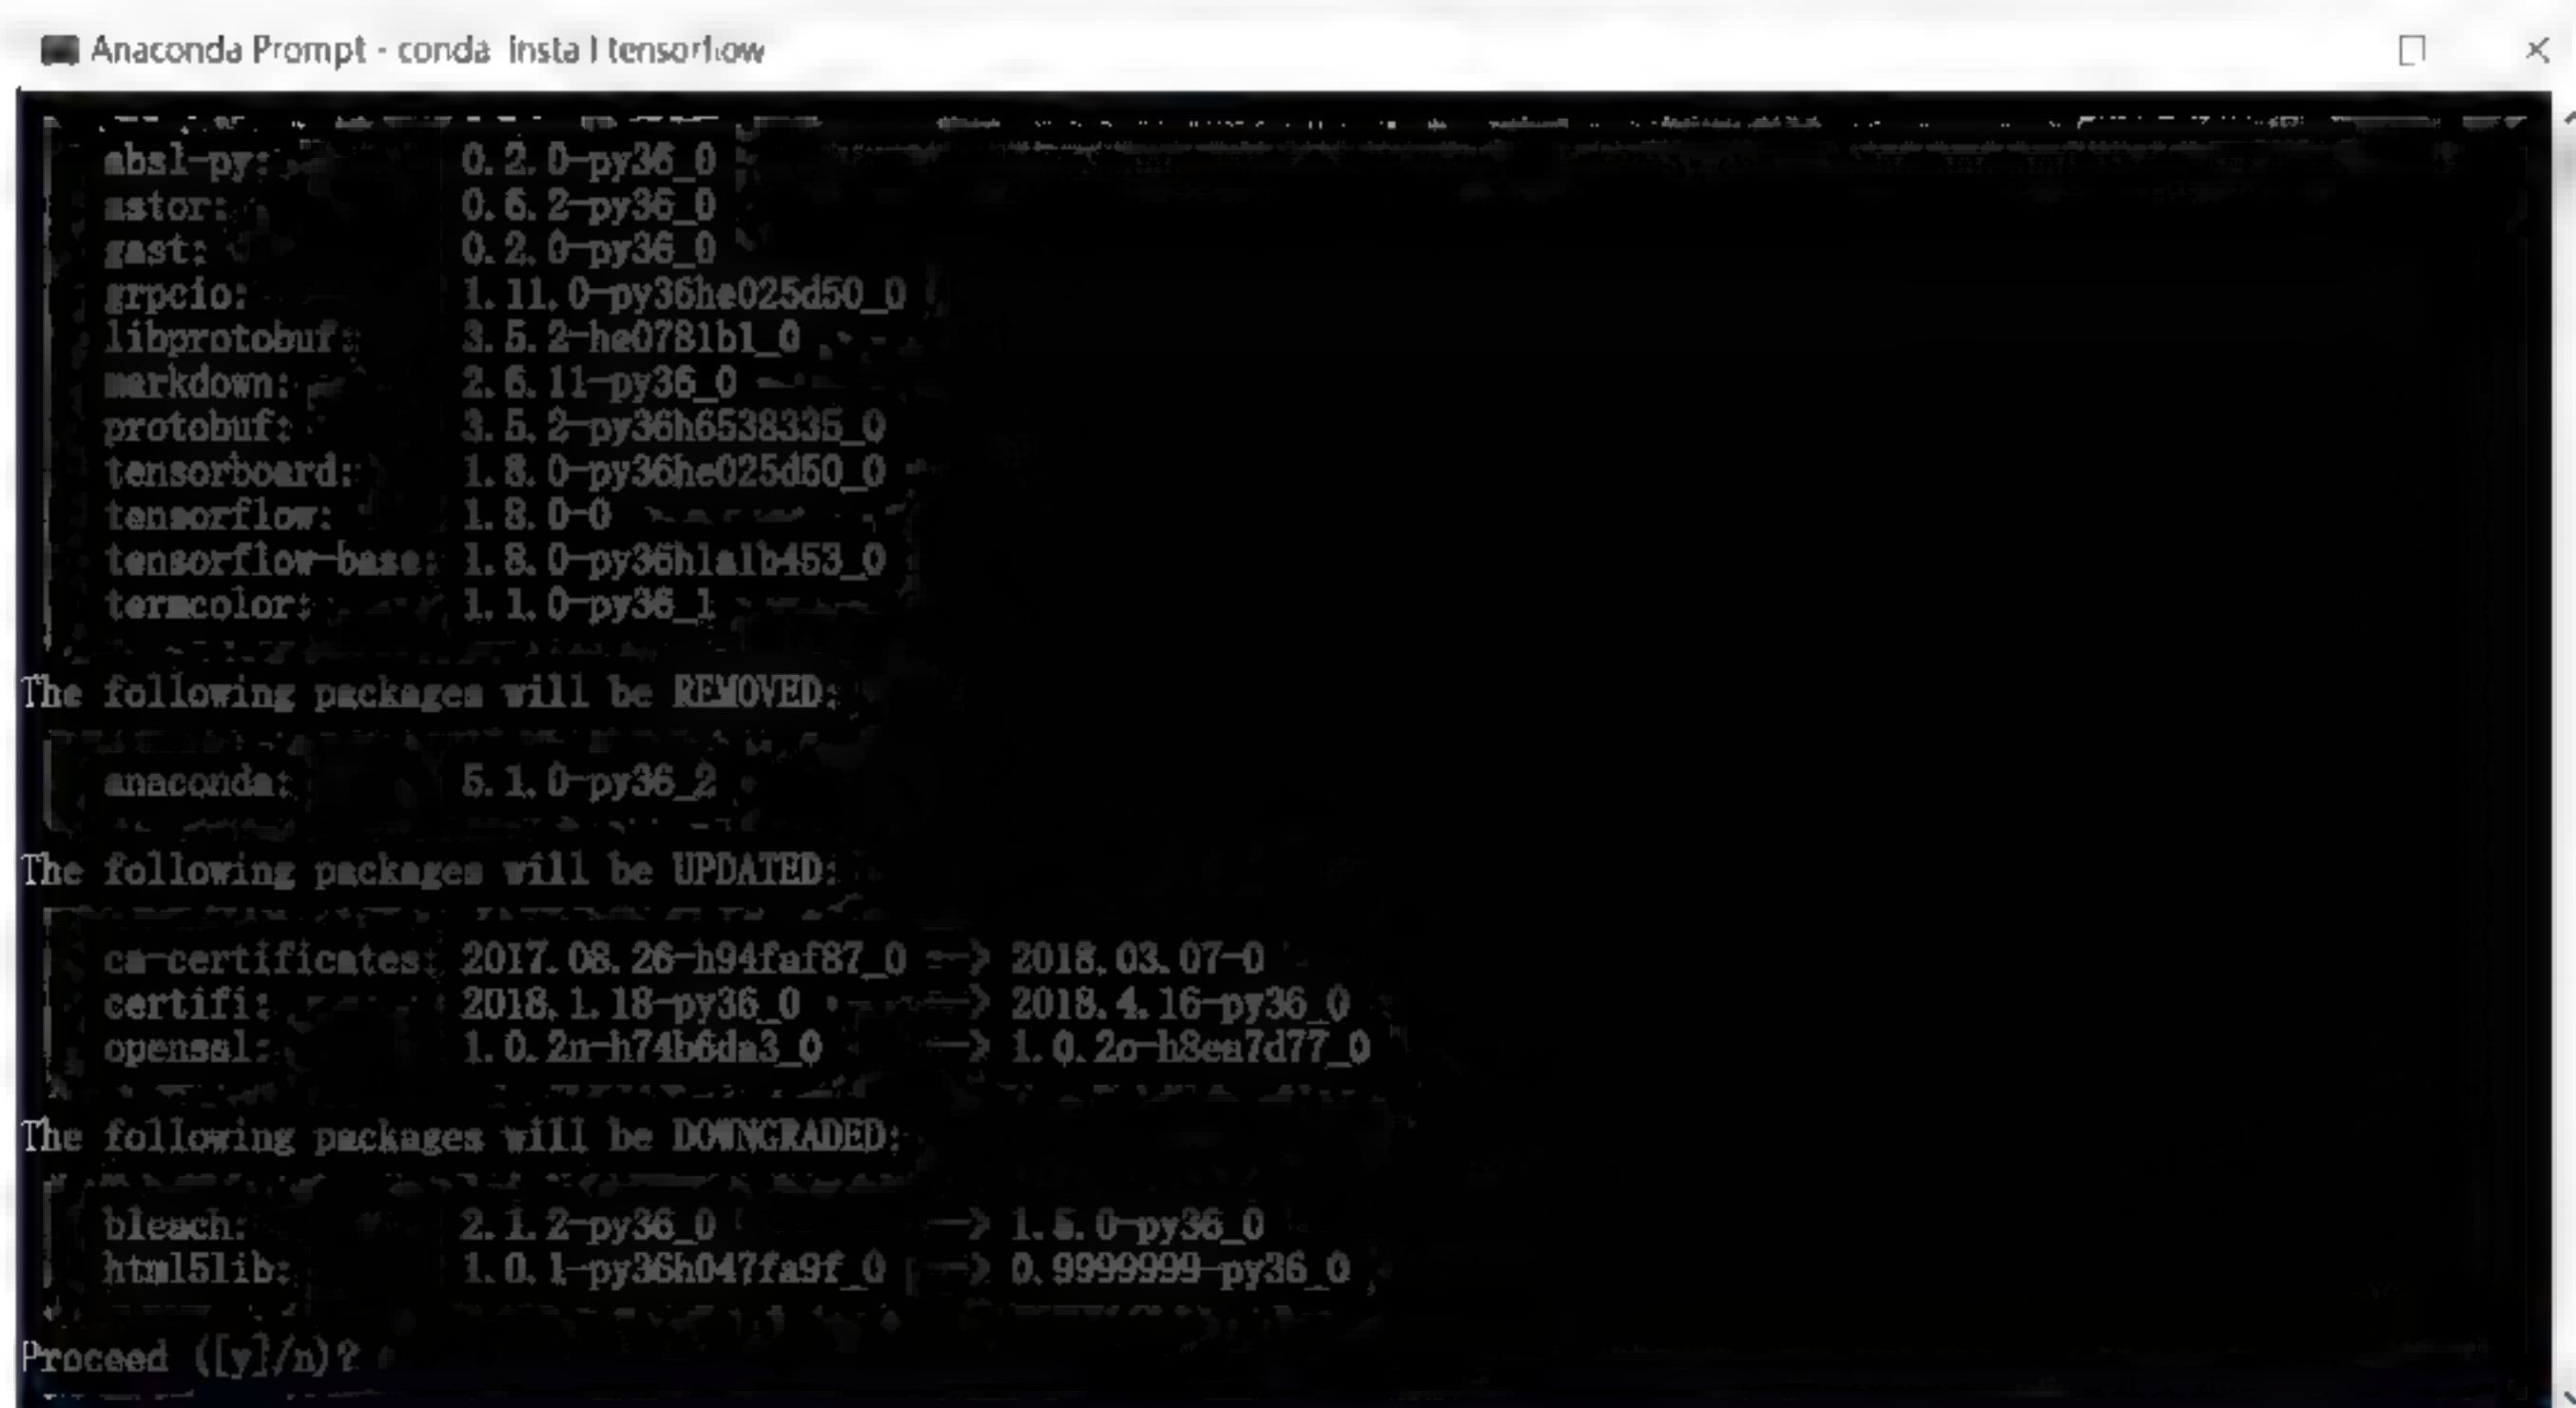 Anaconda Prompt - conda install tensorflow
absl-py: 0.2.0-py36_0
astor: 0.6.2-py36_0
gast: 0.2.0-py36_0
grpcio: 1.11.0-py36he025d50_0
libprotobuf: 3.5.2-he0781b1_0
markdown: 2.6.11-py36_0
protobuf: 3.5.2-py36h6538335_0
tensorboard: 1.8.0-py36he025d50_0
tensorflow: 1.8.0-0
tensorflow-base: 1.8.0-py36h1a1b453_0
termcolor: 1.1.0-py36_1
The following packages will be REMOVED:
anaconda: 5.1.0-py36_2
The following packages will be UPDATED:
ca-certificates: 2017.08.26-h94faf87_0 --> 2018.03.07-0
certifi: 2018.1.18-py36_0 --> 2018.4.16-py36_0
openssl: 1.0.2n-h74b6da3_0 --> 1.0.2o-h8ea7d77_0
The following packages will be DOWNGRADED:
bleach: 2.1.2-py36_0 --> 1.5.0-py36_0
html5lib: 1.0.1-py36h047fa9f_0 --> 0.9999999-py36_0
Proceed ([y]/n)?